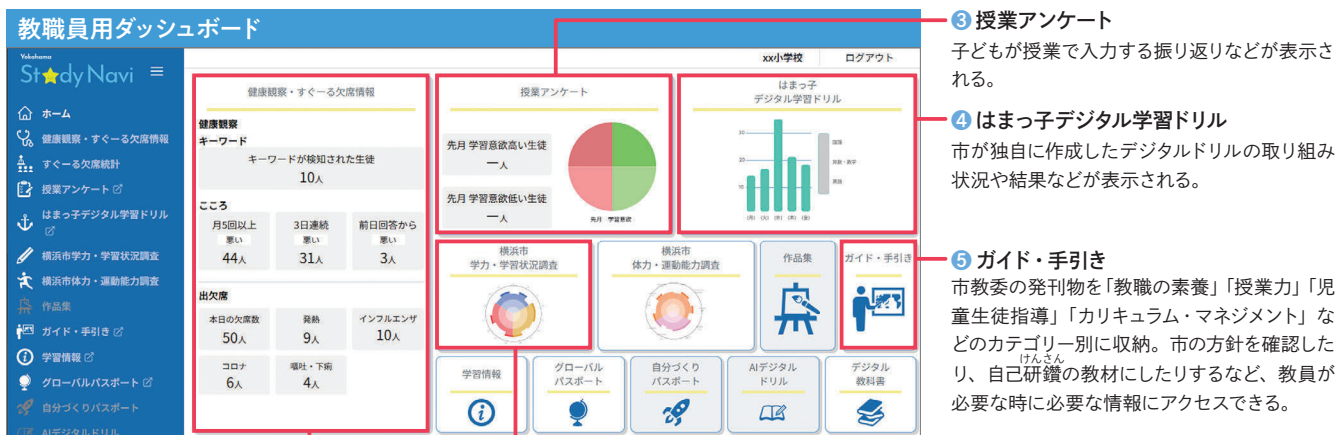 教職員用ダッシュボード
Yokohama
StudyNavi
ホーム
健康観察・すぐーる欠席情報
すぐーる欠席統計
授業アンケート
はまっ子デジタル学習ドリル
横浜市学力・学習状況調査
横浜市体力・運動能力調査
作品集
ガイド・手引き
学習情報
グローバルパスポート
自分づくりパスポート
AIデジタルドリル
xx小学校
ログアウト
健康観察・すぐーる欠席情報
健康観察
キーワード
キーワードが検知された生徒
10人
こころ
月5回以上
悪い
44人
3日連続
悪い
31人
前日回答から
悪い
3人
出欠席
本日の欠席数
50人
発熱
9人
インフルエンザ
10人
コロナ
6人
嘔吐・下痢
4人
授業アンケート
先月 学習意欲高い生徒
ー人
先月 学習意欲低い生徒
ー人
先月 学習意欲
はまっ子
デジタル学習ドリル
30
20
10
(月) (火) (水) (木) (金)
国語
算数・数学
英語
横浜市
学力・学習状況調査
横浜市
体力・運動能力調査
作品集
ガイド・手引き
学習情報
グローバル
パスポート
自分づくり
パスポート
AIデジタル
ドリル
デジタル
教科書
❸ 授業アンケート
子どもが授業で入力する振り返りなどが表示さ
れる。
❹ はまっ子デジタル学習ドリル
市が独自に作成したデジタルドリルの取り組み
状況や結果などが表示される。
❺ ガイド・手引き
市教委の発刊物を「教職の素養」「授業力」「児
童生徒指導」「カリキュラム・マネジメント」な
どのカテゴリー別に収納。市の方針を確認した
けんさん
り、自己研鑽の教材にしたりするなど、教員が
必要な時に必要な情報にアクセスできる。